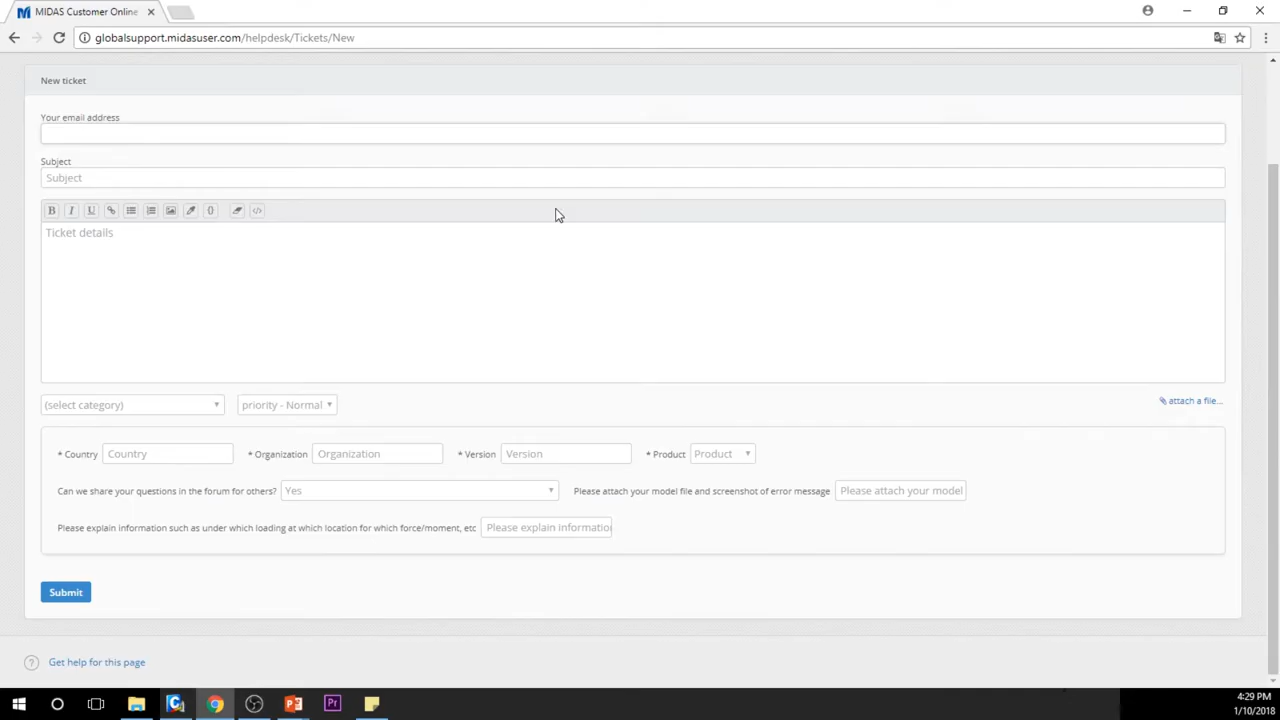 MIDAS Customer Online
globalsupport.midasuser.com/helpdesk/Tickets/New
New ticket
Your email address
Subject
Subject
B I U {} </>
Ticket details
(select category) priority - Normal attach a file...
* Country Country * Organization Organization * Version Version * Product Product
Can we share your questions in the forum for others? Yes Please attach your model file and screenshot of error message Please attach your model
Please explain information such as under which loading at which location for which force/moment, etc Please explain informatio
Submit
? Get help for this page
4:29 PM
1/10/2018